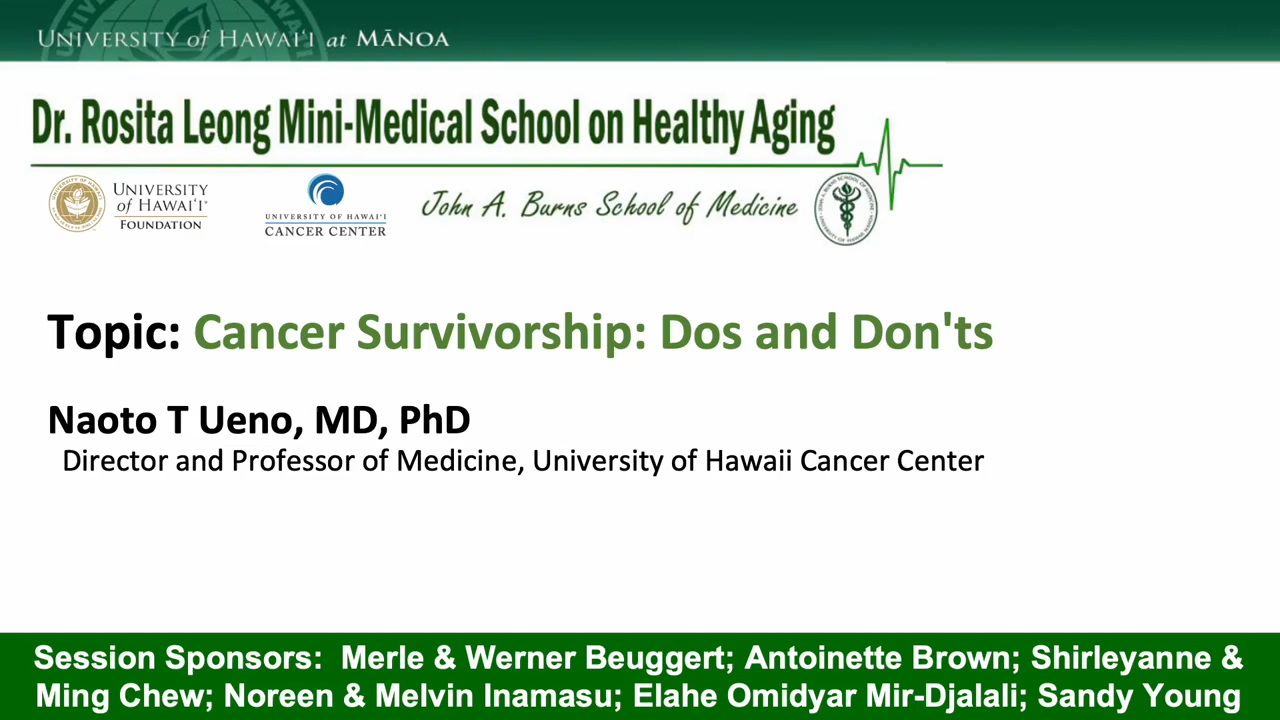 UNIVERSITY of HAWAIʻI at MĀNOA
Dr. Rosita Leong Mini-Medical School on Healthy Aging
UNIVERSITY
of HAWAIʻI
FOUNDATION
UNIVERSITY OF HAWAIʻI
CANCER CENTER
John A. Burns School of Medicine
Topic: Cancer Survivorship: Dos and Don'ts
Naoto T Ueno, MD, PhD
Director and Professor of Medicine, University of Hawaii Cancer Center
Session Sponsors: Merle & Werner Beuggert; Antoinette Brown; Shirleyanne &
Ming Chew; Noreen & Melvin Inamasu; Elahe Omidyar Mir-Djalali; Sandy Young